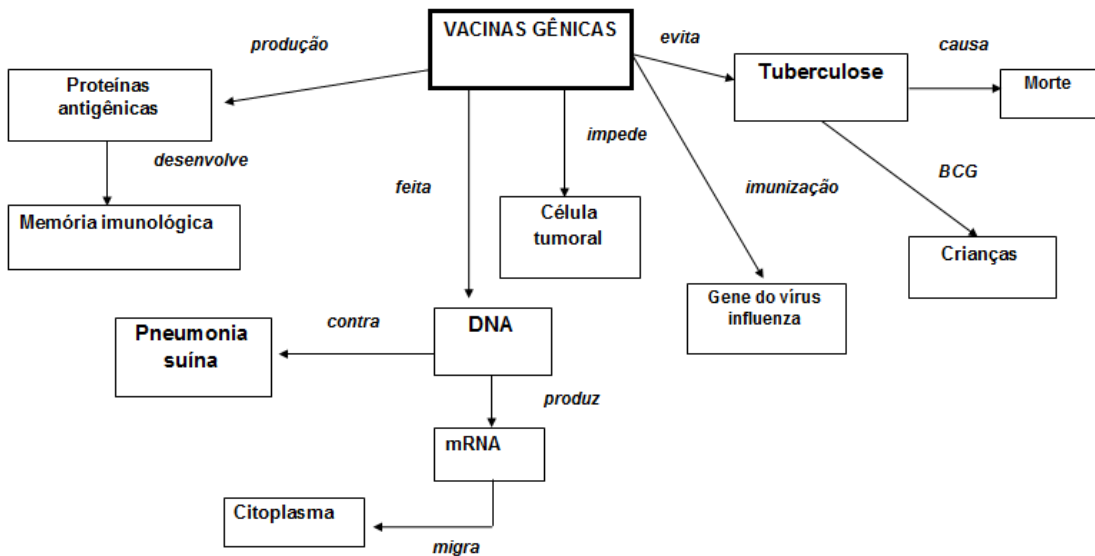 VACINAS GÊNICAS
produção
evita
causa
Proteínas
antigênicas
Tuberculose
Morte
impede
desenvolve
feita
imunização
BCG
Memória imunológica
Célula
tumoral
Crianças
Gene do vírus
influenza
contra
DNA
Pneumonia
suína
produz
mRNA
Citoplasma
migra